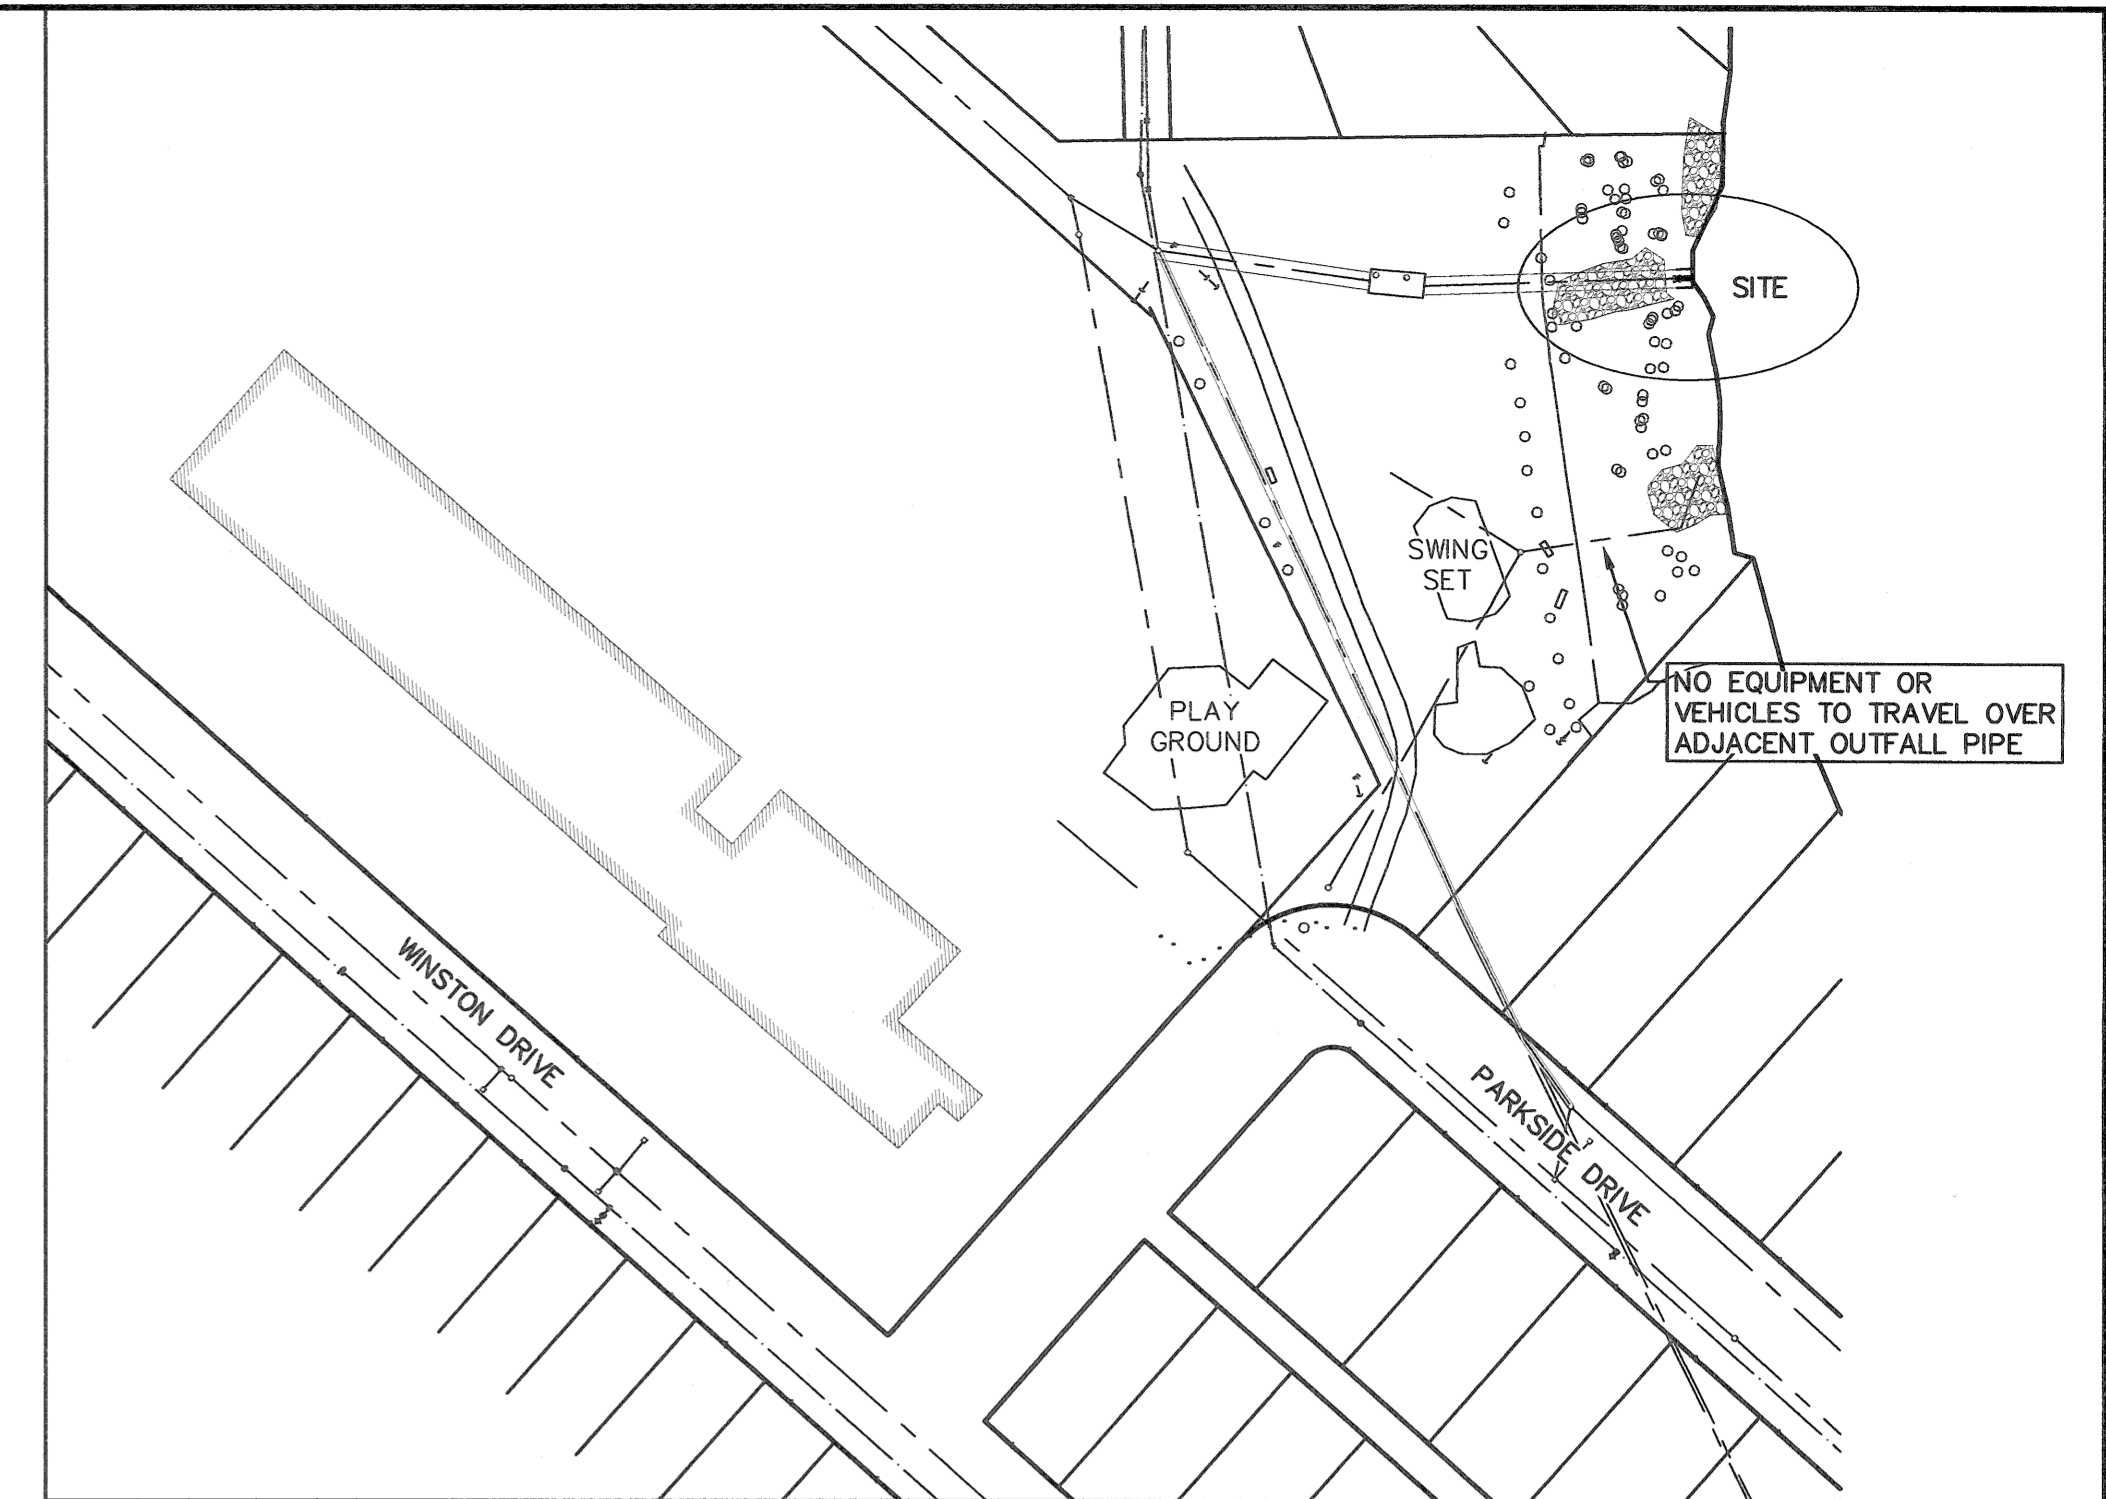 SITE
SWING
SET
NO EQUIPMENT OR
VEHICLES TO TRAVEL OVER
ADJACENT OUTFALL PIPE
PLAY
GROUND
WINSTON DRIVE
PARKSIDE DRIVE